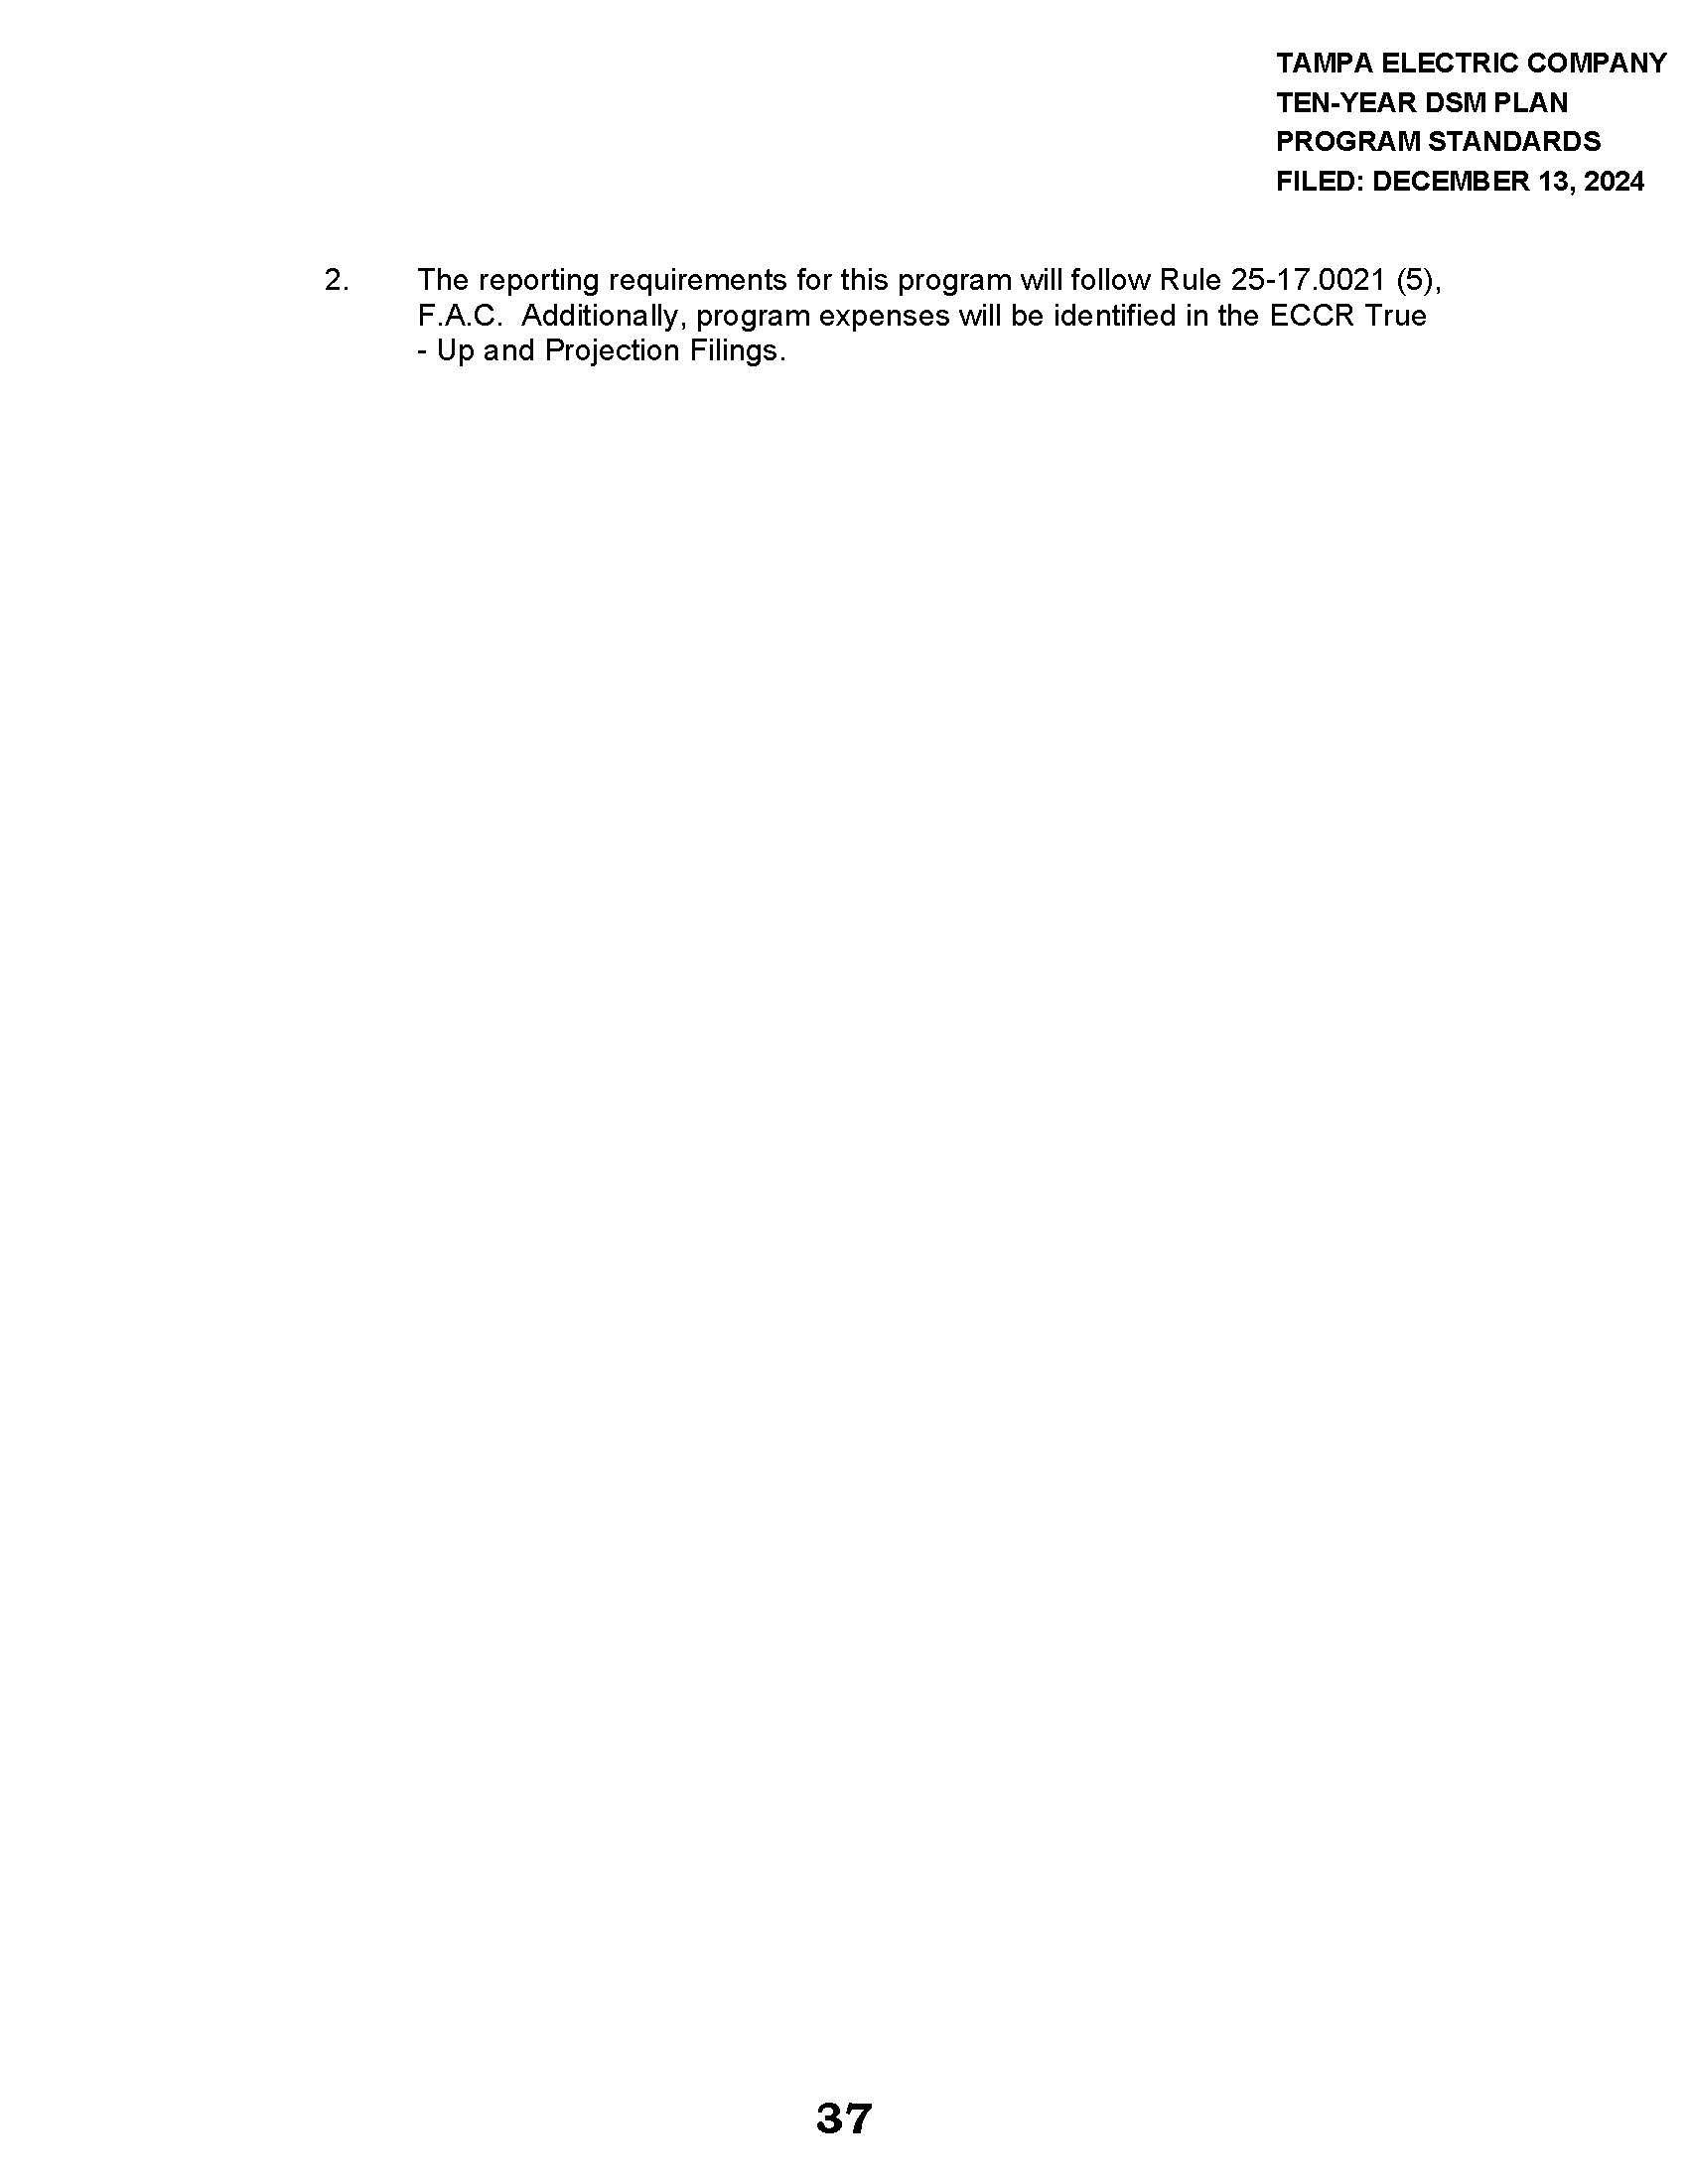 TAMPA ELECTRIC COMPANY
TEN-YEAR DSM PLAN
PROGRAM STANDARDS
FILED: DECEMBER 13, 2024
2. The reporting requirements for this program will follow Rule 25-17.0021 (5),
F.A.C. Additionally, program expenses will be identified in the ECCR True
- Up and Projection Filings.
37